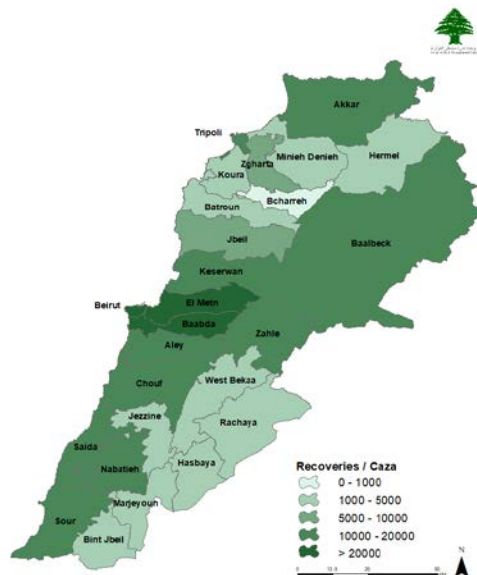 Akkar
Tripoli
Zgharta
Minieh Denieh
Hermel
Koura
Bcharreh
Batroun
Baalbeck
Jbeil
Keserwan
Beirut
El Metn
Baabda
Zahle
Aley
West Bekaa
Chouf
Jezzine
Rachaya
Saida
Nabatieh
Hasbaya
Marjeyoun
Sour
Bint Jbeil
Recoveries / Caza
0 - 1000
1000 - 5000
5000 - 10000
10000 - 20000
> 20000
N